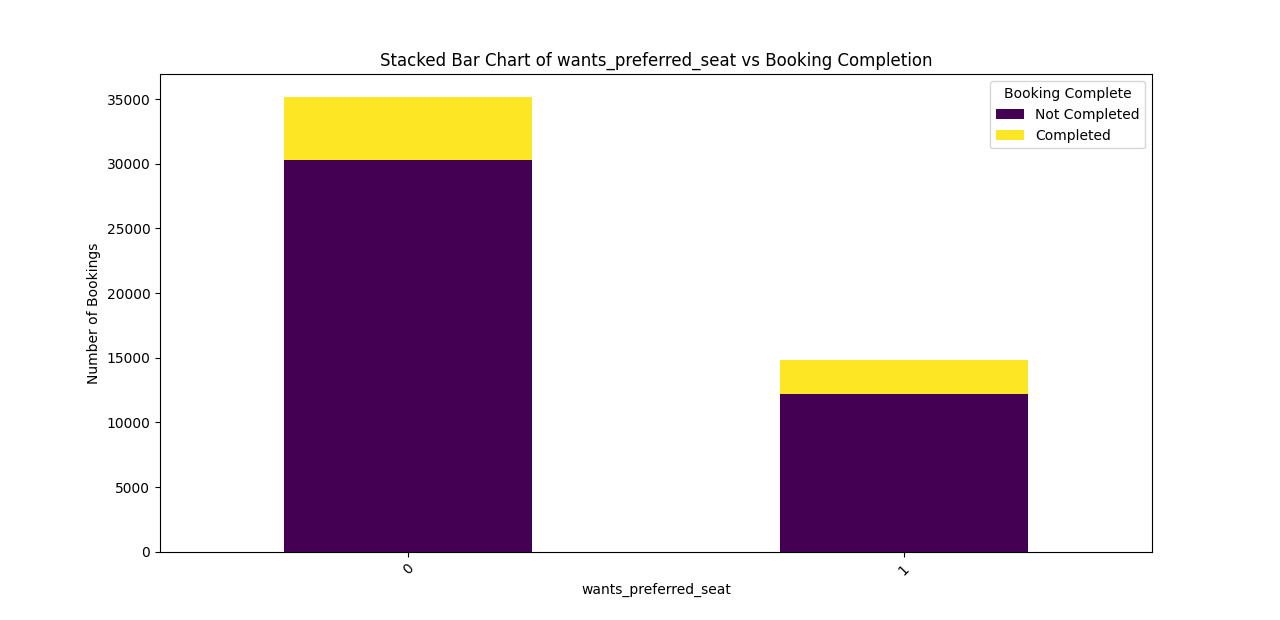 Stacked Bar Chart of wants_preferred_seat vs Booking Completion
Booking Complete
Not Completed
Completed
Number of Bookings
35000
30000
25000
20000
15000
10000
5000
0
0
1
wants_preferred_seat